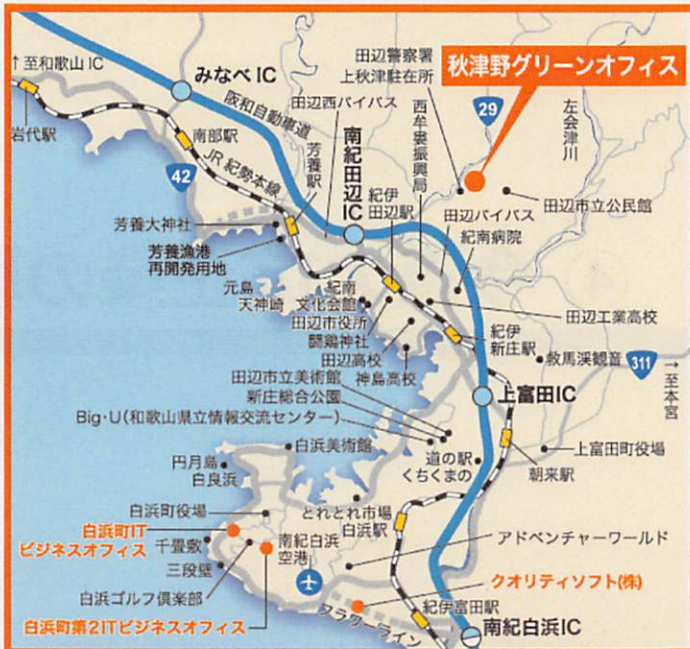 ↑至和歌山IC
岩代駅
みなべIC
阪和自動車道
南部駅
JR紀勢本線
42
芳養駅
田辺西バイパス
南紀田辺IC
田辺警察署
上秋津駐在所
西牟婁振興局
秋津野グリーンオフィス
29
左会津川
田辺市立公民館
紀伊
田辺駅
田辺バイパス
紀南病院
芳養大神社
芳養漁港
再開発用地
元島
天神崎
紀南
文化会館
田辺市役所
闘鶏神社
田辺高校
神島高校
田辺工業高校
紀伊
新庄駅
救馬渓観音
311
→至本宮
田辺市立美術館
新庄総合公園
Big・U(和歌山県立情報交流センター)
上富田IC
白浜美術館
円月島
白良浜
道の駅
くちくまの
上富田町役場
朝来駅
白浜町役場
とれとれ市場
白浜駅
白浜町IT
ビジネスオフィス
千畳敷
南紀白浜
空港
アドベンチャーワールド
三段壁
クオリティソフト(株)
白浜ゴルフ倶楽部
白浜町第2ITビジネスオフィス
フラワーライン
紀伊富田駅
南紀白浜IC